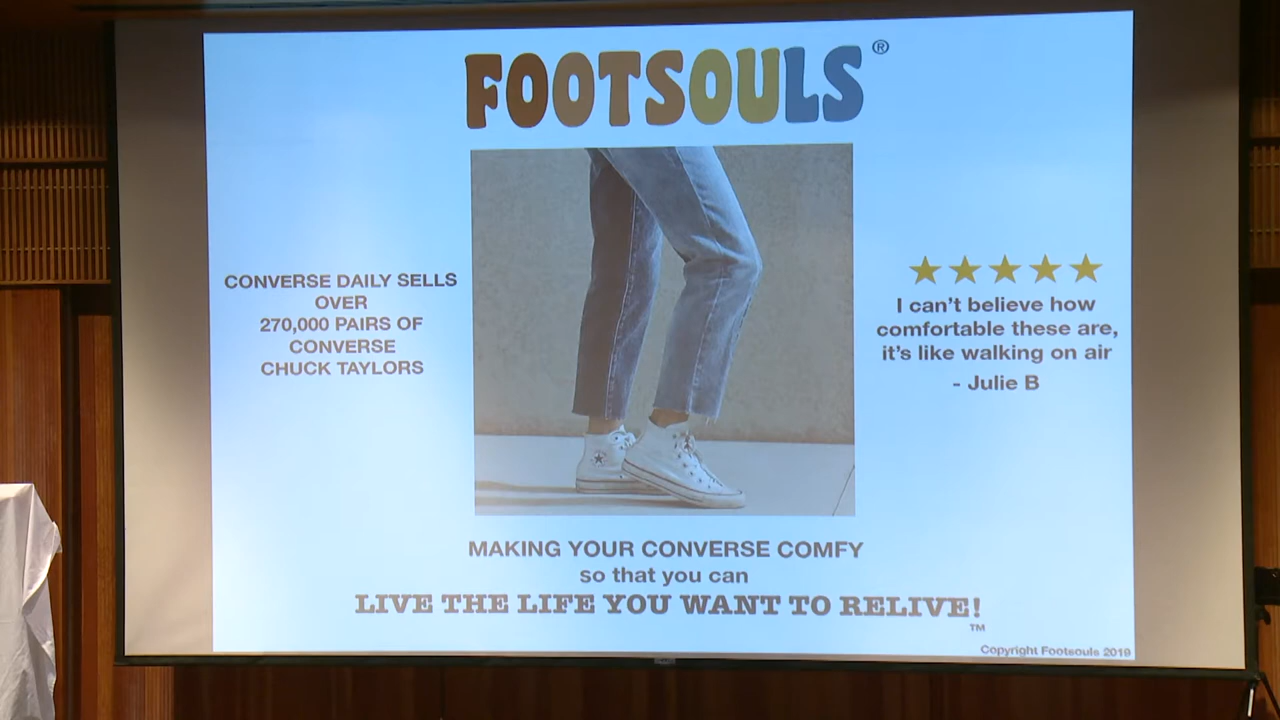 FOOTSOULS®
CONVERSE DAILY SELLS
OVER
270,000 PAIRS OF
CONVERSE
CHUCK TAYLORS
I can't believe how
comfortable these are,
it's like walking on air
- Julie B
MAKING YOUR CONVERSE COMFY
so that you can
LIVE THE LIFE YOU WANT TO RELIVE!
TM
Copyright Footsouls 2019